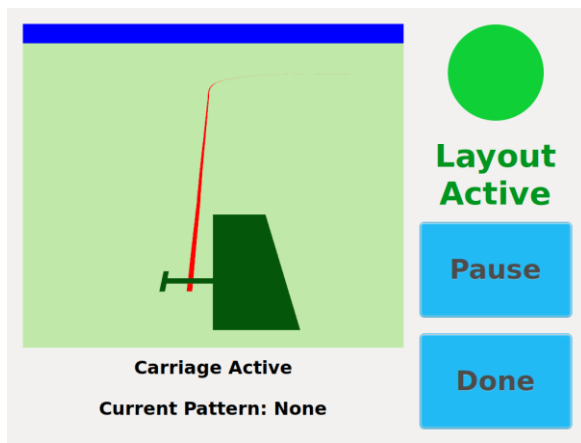 Layout
Active
Pause
Done
Carriage Active
Current Pattern: None